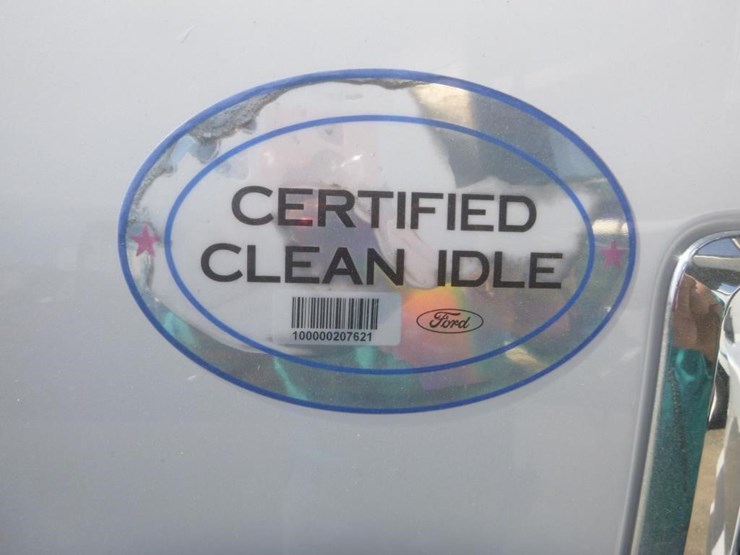 CERTIFIED
CLEAN IDLE
100000207621
Ford